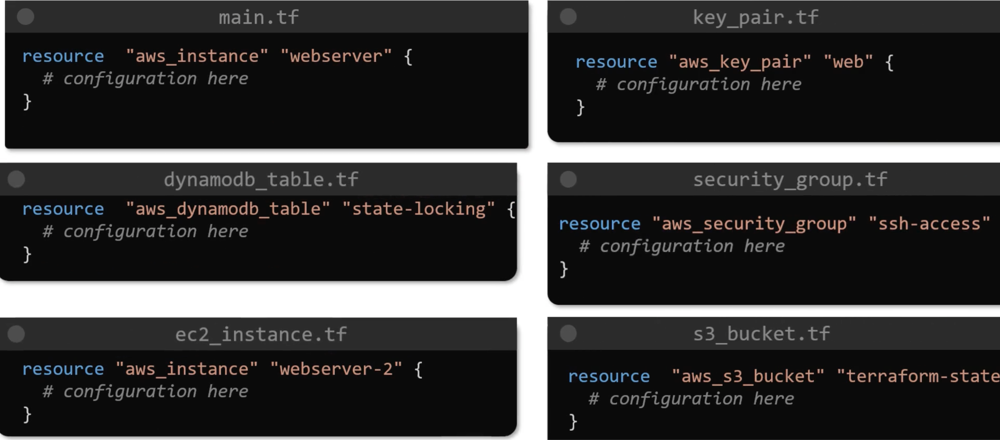 main.tf
resource "aws_instance" "webserver" {
# configuration here
}
key_pair.tf
resource "aws_key_pair" "web" {
# configuration here
}
dynamodb_table.tf
resource "aws_dynamodb_table" "state-locking" {
# configuration here
}
security_group.tf
resource "aws_security_group" "ssh-access"
# configuration here
}
ec2_instance.tf
resource "aws_instance" "webserver-2" {
# configuration here
}
s3_bucket.tf
resource "aws_s3_bucket" "terraform-state
# configuration here
}